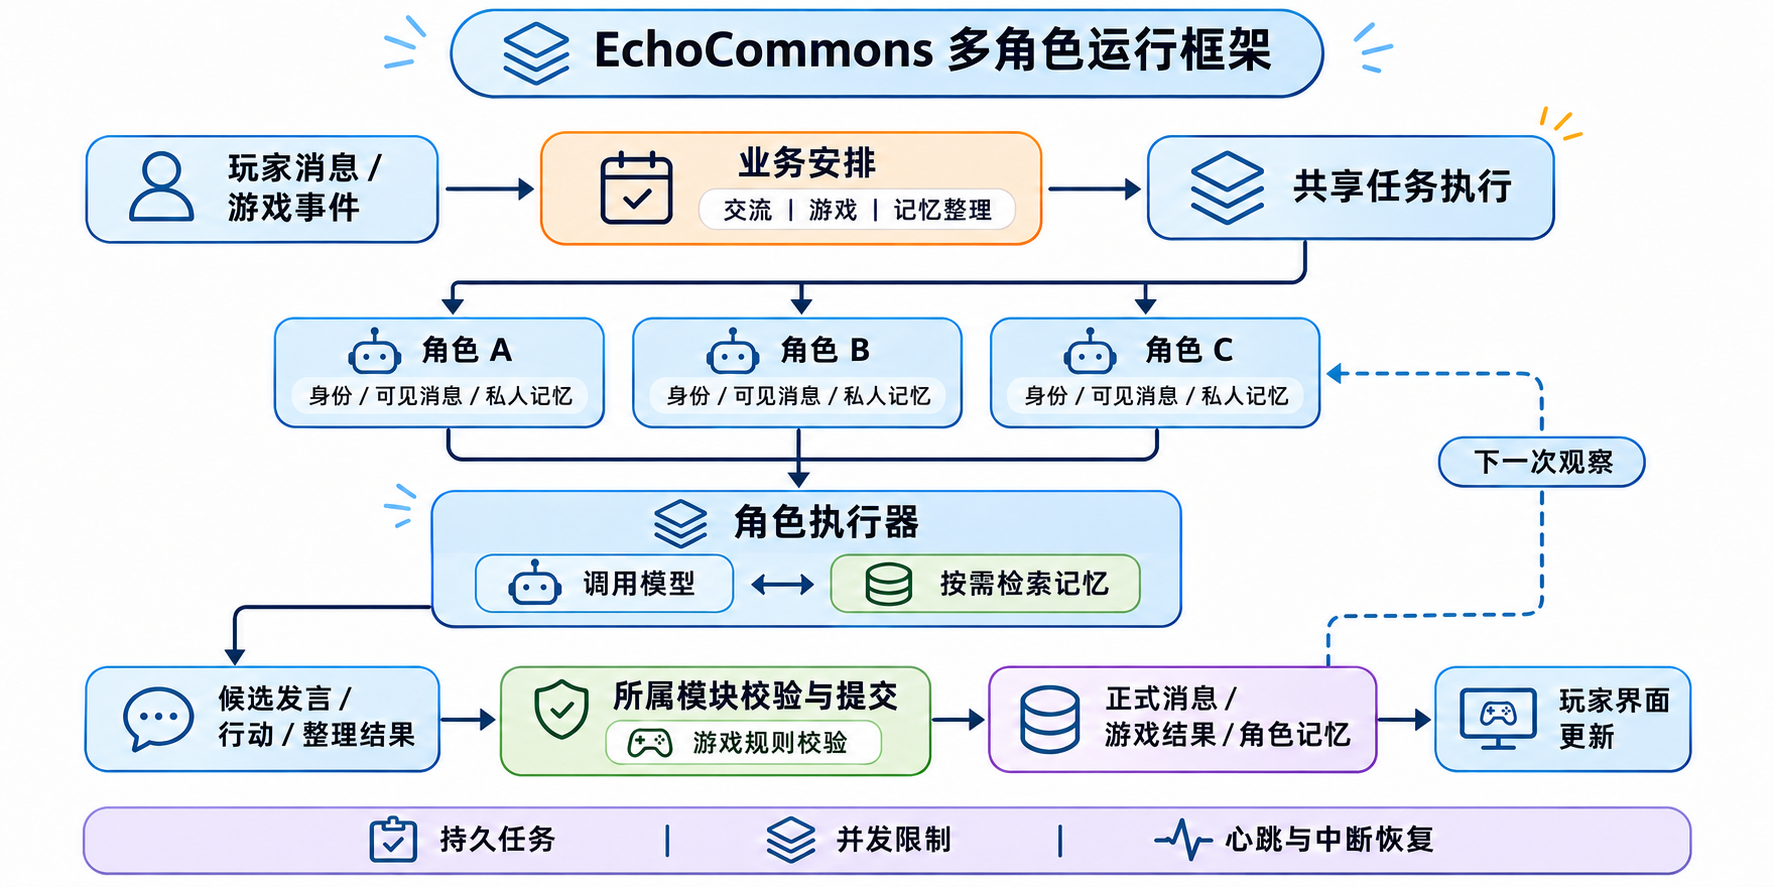 EchoCommons 多角色运行框架
玩家消息 /
游戏事件
业务安排
交流 | 游戏 | 记忆整理
共享任务执行
角色 A
身份 / 可见消息 / 私人记忆
角色 B
身份 / 可见消息 / 私人记忆
角色 C
身份 / 可见消息 / 私人记忆
下一次观察
角色执行器
调用模型
按需检索记忆
候选发言 /
行动 / 整理结果
所属模块校验与提交
游戏规则校验
正式消息 /
游戏结果 / 角色记忆
玩家界面
更新
持久任务 | 并发限制 | 心跳与中断恢复